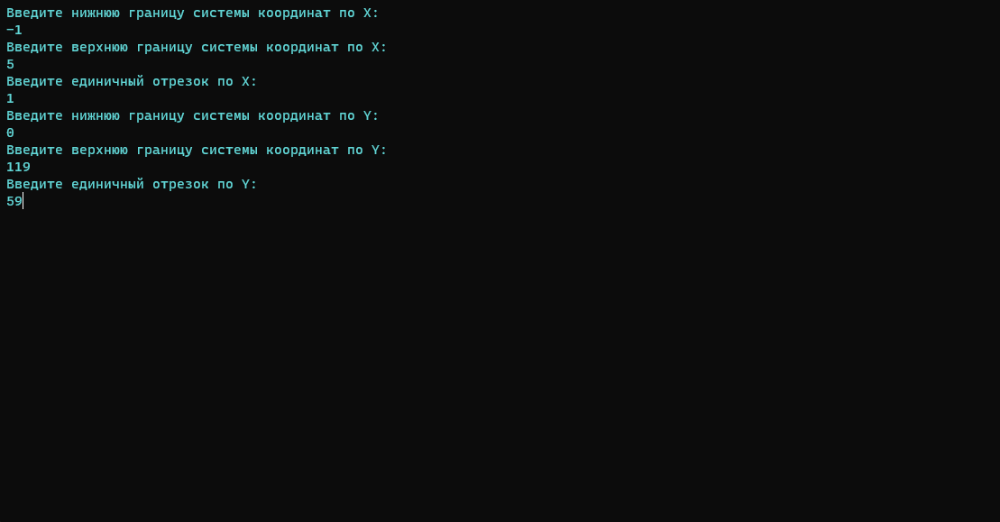 Введите нижнюю границу системы координат по X:
-1
Введите верхнюю границу системы координат по X:
5
Введите единичный отрезок по X:
1
Введите нижнюю границу системы координат по Y:
0
Введите верхнюю границу системы координат по Y:
119
Введите единичный отрезок по Y:
59